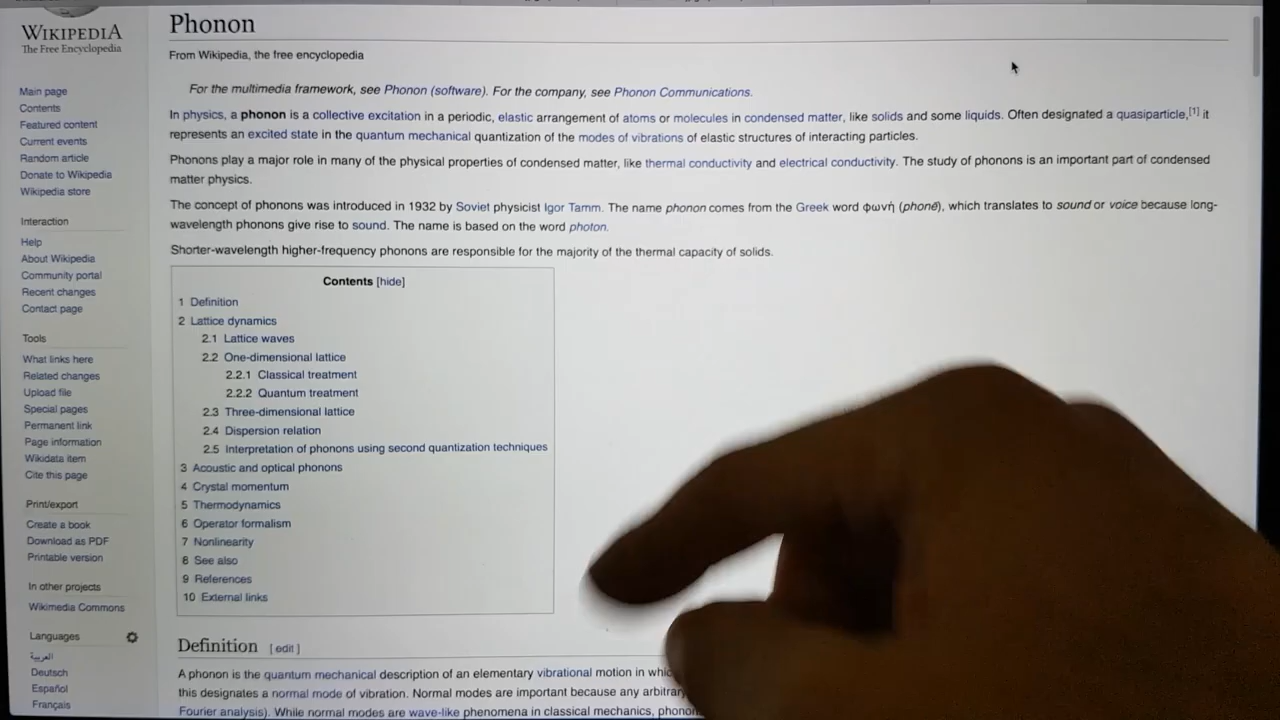 WIKIPEDIA
The Free Encyclopedia
Main page
Contents
Featured content
Current events
Random article
Donate to Wikipedia
Wikipedia store
Interaction
Help
About Wikipedia
Community portal
Recent changes
Contact page
Tools
What links here
Related changes
Upload file
Special pages
Permanent link
Page information
Wikidata item
Cite this page
Print/export
Create a book
Download as PDF
Printable version
In other projects
Wikimedia Commons
Languages
العربية
Deutsch
Español
Français
Phonon
From Wikipedia, the free encyclopedia
For the multimedia framework, see Phonon (software). For the company, see Phonon Communications.
In physics, a phonon is a collective excitation in a periodic, elastic arrangement of atoms or molecules in condensed matter, like solids and some liquids. Often designated a quasiparticle,[1] it
represents an excited state in the quantum mechanical quantization of the modes of vibrations of elastic structures of interacting particles.
Phonons play a major role in many of the physical properties of condensed matter, like thermal conductivity and electrical conductivity. The study of phonons is an important part of condensed
matter physics.
The concept of phonons was introduced in 1932 by Soviet physicist Igor Tamm. The name phonon comes from the Greek word φωνή (phonē), which translates to sound or voice because long-
wavelength phonons give rise to sound. The name is based on the word photon.
Shorter-wavelength higher-frequency phonons are responsible for the majority of the thermal capacity of solids.
Contents [hide]
1 Definition
2 Lattice dynamics
2.1 Lattice waves
2.2 One-dimensional lattice
2.2.1 Classical treatment
2.2.2 Quantum treatment
2.3 Three-dimensional lattice
2.4 Dispersion relation
2.5 Interpretation of phonons using second quantization techniques
3 Acoustic and optical phonons
4 Crystal momentum
5 Thermodynamics
6 Operator formalism
7 Nonlinearity
8 See also
9 References
10 External links
Definition [ edit ]
A phonon is the quantum mechanical description of an elementary vibrational motion in
this designates a normal mode of vibration. Normal modes are important because any
Fourier analysis). While normal modes are wave-like phenomena in classical mechanics,